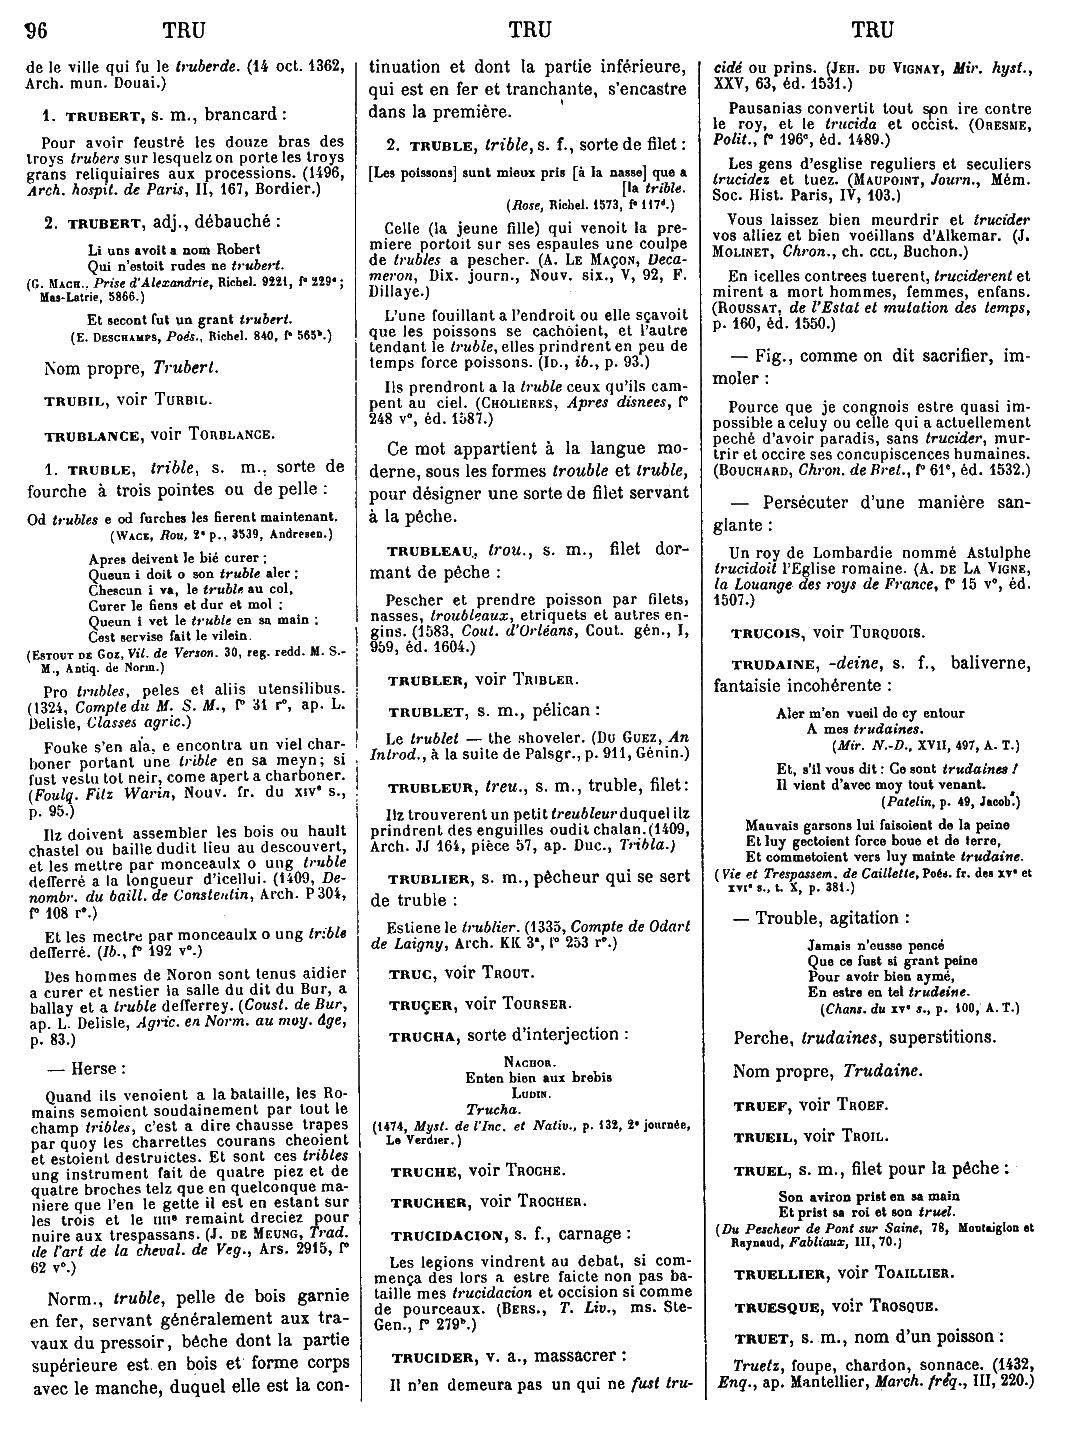 96 TRU TRU TRU
de le ville qui fu le truberde. (14 oct. 1362,
Arch. mun. Douai.)
1. TRUBERT, s. m., brancard :
Pour avoir feustré les douze bras des
troys trubers sur lesquelz on porte les troys
grans reliquiaires aux processions. (1496,
Arch. hospit. de Paris, II, 167, Bordier.)
2. TRUBERT, adj., débauché :
Li uns avoit a nom Robert
Qui n'estoit rudes ne trubert.
(G. MACH., Prise d'Alexandrie, Richel. 9221, f° 229ᵃ ;
Mas-Latrie, 5866.)
Et secont fut un grant trubert.
(E. DESCHAMPS, Poés., Richel. 840, f° 565ᵇ.)
Nom propre, Trubert.
TRUBIL, voir TURBIL.
TRUBLANCE, voir TORBLANCE.
1. TRUBLE, trible, s. m., sorte de
fourche à trois pointes ou de pelle :
Od trubles e od furches les fierent maintenant.
(WACE, Rou, 2ᵉ p., 3539, Andresen.)
Apres deivent le bié curer ;
Queun i doit o son truble aler ;
Chescun i va, le truble au col,
Curer le fiens et dur et mol ;
Queun i vet le truble en sa main ;
Cest servise fait le vilein.
(ESTOUT DE GOZ, Vil. de Verson. 30, reg. redd. M. S.-
M., Antiq. de Norm.)
Pro trubles, peles et aliis utensilibus.
(1324, Compte du M. S. M., f° 31 r°, ap. L.
Delisle, Classes agric.)
Fouke s'en ala, e encontra un viel char-
boner portant une trible en sa meyn; si
fust vestu tot neir, come apert a charboner.
(Foulq. Fitz Warin, Nouv. fr. du XIVᵉ s.,
p. 95.)
Ilz doivent assembler les bois ou hault
chastel ou baille dudit lieu au descouvert,
et les mettre par monceaulx o ung truble
defferré a la longueur d'icellui. (1409, De-
nombr. du baill. de Constentin, Arch. P 304,
f° 108 r°.)
Et les mectre par monceaulx o ung trible
defferré. (Ib., f° 192 v°.)
Des hommes de Noron sont tenus aidier
a curer et nestier la salle du dit du Bur, a
ballay et a truble defferrey. (Coust. de Bur,
ap. L. Delisle, Agric. en Norm. au moy. âge,
p. 83.)
— Herse :
Quand ils venoient a la bataille, les Ro-
mains semoient soudainement par tout le
champ tribles, c'est a dire chausse trapes
par quoy les charrettes courans cheoient
et estoient destruictes. Et sont ces tribles
ung instrument fait de quatre piez et de
quatre broches telz que en quelconque ma-
niere que l'en le gette il est en estant sur
les trois et le IIIIᵉ remaint dreciez pour
nuire aux trespassans. (J. DE MEUNG, Trad.
de l'art de la cheval. de Veg., Ars. 2915, f°
62 v°.)
Norm., truble, pelle de bois garnie
en fer, servant généralement aux tra-
vaux du pressoir, bêche dont la partie
supérieure est en bois et forme corps
avec le manche, duquel elle est la con-
tinuation et dont la partie inférieure,
qui est en fer et tranchante, s'encastre
dans la première.
2. TRUBLE, trible, s. f., sorte de filet :
[Les poissons] sunt mieux pris [à la nasse] que a
[la trible.
(Rose, Richel. 1573, f° 117ᵈ.)
Celle (la jeune fille) qui venoit la pre-
miere portoit sur ses espaules une coulpe
de trubles a pescher. (A. LE MAÇON, Deca-
meron, Dix. journ., Nouv. six., V, 92, F.
Dillaye.)
L'une fouillant a l'endroit ou elle sçavoit
que les poissons se cachoient, et l'autre
tendant le truble, elles prindrent en peu de
temps force poissons. (ID., ib., p. 93.)
Ils prendront a la truble ceux qu'ils cam-
pent au ciel. (CHOLIERES, Apres disnees, f°
248 v°, éd. 1587.)
Ce mot appartient à la langue mo-
derne, sous les formes trouble et truble,
pour désigner une sorte de filet servant
à la pêche.
TRUBLEAU, trou., s. m., filet dor-
mant de pêche :
Pescher et prendre poisson par filets,
nasses, troubleaux, etriquets et autres en-
gins. (1583, Cout. d'Orléans, Cout. gén., I,
959, éd. 1604.)
TRUBLER, voir TRIBLER.
TRUBLET, s. m., pélican :
Le trublet — the shoveler. (DU GUEZ, An
Introd., à la suite de Palsgr., p. 911, Génin.)
TRUBLEUR, treu., s. m., truble, filet:
Ilz trouverent un petit treubleur duquel ilz
prindrent des enguilles oudit chalan. (1409,
Arch. JJ 164, pièce 57, ap. Duc., Tribla.)
TRUBLIER, s. m., pêcheur qui se sert
de truble :
Estiene le trublier. (1335, Compte de Odart
de Laigny, Arch. KK 3ᵃ, f° 253 r°.)
TRUC, voir TROUT.
TRUÇER, voir TOURSER.
TRUCHA, sorte d'interjection :
NACHOR.
Enten bien aux brebis
LUDIN.
Trucha.
(1474, Myst. de l'Inc. et Nativ., p. 132, 2ᵉ journée,
Le Verdier.)
TRUCHE, voir TROCHE.
TRUCHER, voir TROCHER.
TRUCIDACION, s. f., carnage :
Les legions vindrent au debat, si com-
mença des lors a estre faicte non pas ba-
taille mes trucidacion et occision si comme
de pourceaux. (BERS., T. Liv., ms. Ste-
Gen., f° 279ᵇ.)
TRUCIDER, v. a., massacrer :
Il n'en demeura pas un qui ne fust tru-
cidé ou prins. (JEH. DU VIGNAY, Mir. hyst.,
XXV, 63, éd. 1531.)
Pausanias convertit tout son ire contre
le roy, et le trucida et occist. (ORESME,
Polit., f° 196ᶜ, éd. 1489.)
Les gens d'esglise reguliers et seculiers
trucidez et tuez. (MAUPOINT, Journ., Mém.
Soc. Hist. Paris, IV, 103.)
Vous laissez bien meurdrir et trucider
vos alliez et bien voeillans d'Alkemar. (J.
MOLINET, Chron., ch. CCL, Buchon.)
En icelles contrees tuerent, truciderent et
mirent a mort hommes, femmes, enfans.
(ROUSSAT, de l'Estat et mutation des temps,
p. 160, éd. 1550.)
— Fig., comme on dit sacrifier, im-
moler :
Pource que je congnois estre quasi im-
possible a celuy ou celle qui a actuellement
peché d'avoir paradis, sans trucider, mur-
trir et occire ses concupiscences humaines.
(BOUCHARD, Chron. de Bret., f° 61ᶜ, éd. 1532.)
— Persécuter d'une manière san-
glante :
Un roy de Lombardie nommé Astulphe
trucidoit l'Eglise romaine. (A. DE LA VIGNE,
la Louange des roys de France, f° 15 v°, éd.
1507.)
TRUCOIS, voir TURQUOIS.
TRUDAINE, -deine, s. f., baliverne,
fantaisie incohérente :
Aler m'en vueil de cy entour
A mes trudaines.
(Mir. N.-D., XVII, 497, A. T.)
Et, s'il vous dit : Ce sont trudaines !
Il vient d'avec moy tout venant.
(Patelin, p. 49, Jacob.)
Mauvais garsons lui faisoient de la peine
Et luy gectoient force boue et de terre,
Et commetoient vers luy mainte trudaine.
(Vie et Trespassem. de Caillette, Poés. fr. des XVᵉ et
XVIᵉ s., t. X, p. 381.)
— Trouble, agitation :
Jamais n'eusse pencé
Que ce fust si grant peine
Pour avoir bien aymé,
En estre en tel trudeine.
(Chans. du XVᵉ s., p. 100, A. T.)
Perche, trudaines, superstitions.
Nom propre, Trudaine.
TRUEF, voir TROEF.
TRUEIL, voir TROIL.
TRUEL, s. m., filet pour la pêche :
Son aviron prist en sa main
Et prist sa roi et son truel.
(Du Pescheur de Pont sur Saine, 78, Montaiglon et
Raynaud, Fabliaux, III, 70.)
TRUELLIER, voir TOAILLIER.
TRUESQUE, voir TROSQUE.
TRUET, s. m., nom d'un poisson :
Truetz, foupe, chardon, sonnace. (1432,
Enq., ap. Mantellier, March. fréq., III, 220.)